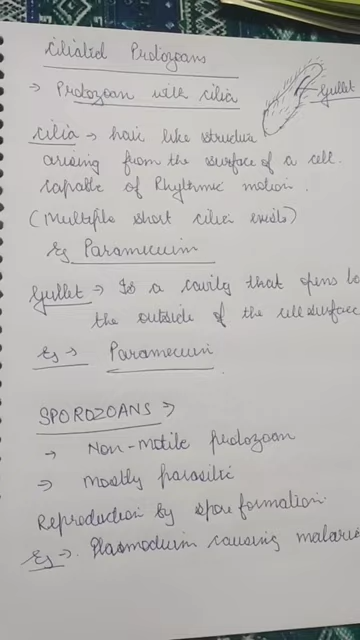 Ciliated Protozoans
→ Protozoan with cilia
Gullet
Cilia → hair like structure
arising from the surface of a cell.
capable of Rhythmic motion.
(Multiple short cilia exists)
Eg Paramecium
Gullet → Is a cavity that opens to
the outside of the cell surface
Eg → Paramecium
SPOROZOANS →
→ Non-motile protozoan
→ mostly parasitic
Reproduction by spore formation.
Eg →. Plasmodium causing malaria